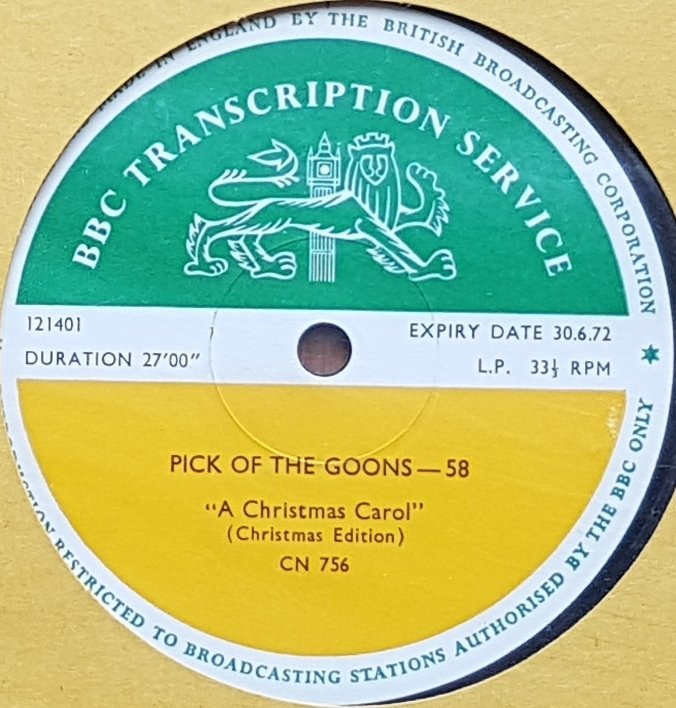 MADE IN ENGLAND BY THE BRITISH BROADCASTING CORPORATION
BBC TRANSCRIPTION SERVICE
121401
EXPIRY DATE 30.6.72
DURATION 27′00″
L.P. 33⅓ RPM
PICK OF THE GOONS — 58
“A Christmas Carol”
(Christmas Edition)
CN 756
RESTRICTED TO BROADCASTING STATIONS AUTHORISED BY THE BBC ONLY